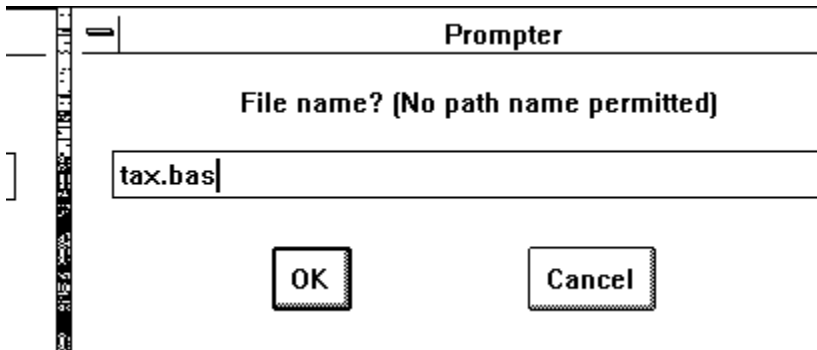 Prompter
File name? (No path name permitted)
tax.bas
OK
Cancel